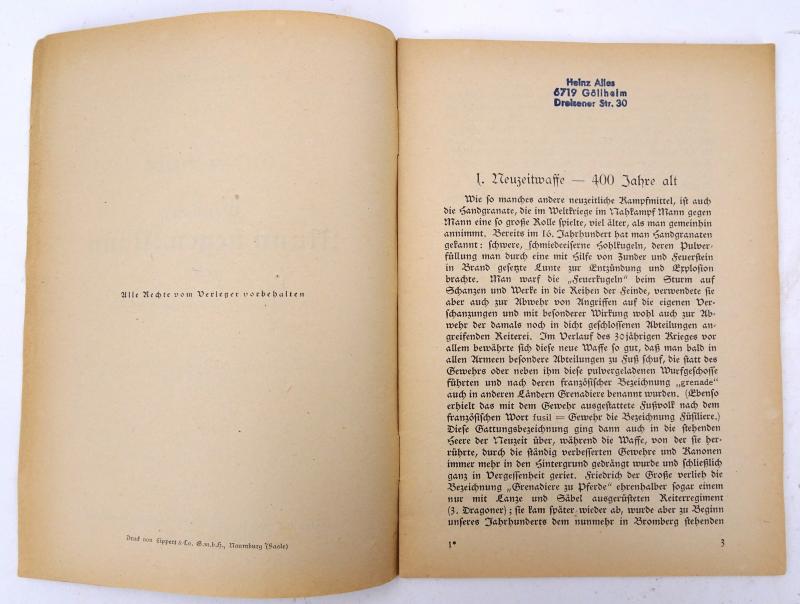 Alle Rechte vom Verleger vorbehalten
Druck von Lippert & Co. G.m.b.H., Naumburg (Saale)
Heinz Alles
6719 Göllheim
Dreisener Str. 30
1. Neuzeitwaffe — 400 Jahre alt
Wie so manches andere neuzeitliche Kampfmittel, ist auch
die Handgranate, die im Weltkriege im Nahkampf Mann gegen
Mann eine so große Rolle spielte, viel älter, als man gemeinhin
annimmt. Bereits im 16. Jahrhundert hat man Handgranaten
gekannt: schwere, schmiedeeiserne Hohlkugeln, deren Pulver-
füllung man durch eine mit Hilfe von Zunder und Feuerstein
in Brand gesetzte Lunte zur Entzündung und Explosion
brachte. Man warf die „Feuerkugeln“ beim Sturm auf
Schanzen und Werke in die Reihen der Feinde, verwendete sie
aber auch zur Abwehr von Angriffen auf die eigenen Ver-
schanzungen und mit besonderer Wirkung wohl auch zur Ab-
wehr der damals noch in dicht geschlossenen Abteilungen an-
greifenden Reiterei. Im Verlauf des 30jährigen Krieges vor
allem bewährte sich diese neue Waffe so gut, daß man bald in
allen Armeen besondere Abteilungen zu Fuß schuf, die statt des
Gewehrs oder neben ihm diese pulvergeladenen Wurfgeschosse
führten und nach deren französischer Bezeichnung „grenade“
auch in anderen Ländern Grenadiere benannt wurden. (Ebenso
erhielt das mit dem Gewehr ausgestattete Fußvolk nach dem
französischen Wort fusil = Gewehr die Bezeichnung Füsiliere.)
Diese Gattungsbezeichnung ging dann auch in die stehenden
Heere der Neuzeit über, während die Waffe, von der sie her-
rührte, durch die ständig verbesserten Gewehre und Kanonen
immer mehr in den Hintergrund gedrängt wurde und schließlich
ganz in Vergessenheit geriet. Friedrich der Große verlieh die
Bezeichnung „Grenadiere zu Pferde“ ehrenhalber sogar einem
nur mit Lanze und Säbel ausgerüsteten Reiterregiment
(3. Dragoner); sie kam später wieder ab, wurde aber zu Beginn
unseres Jahrhunderts dem nunmehr in Bromberg stehenden
1*
3